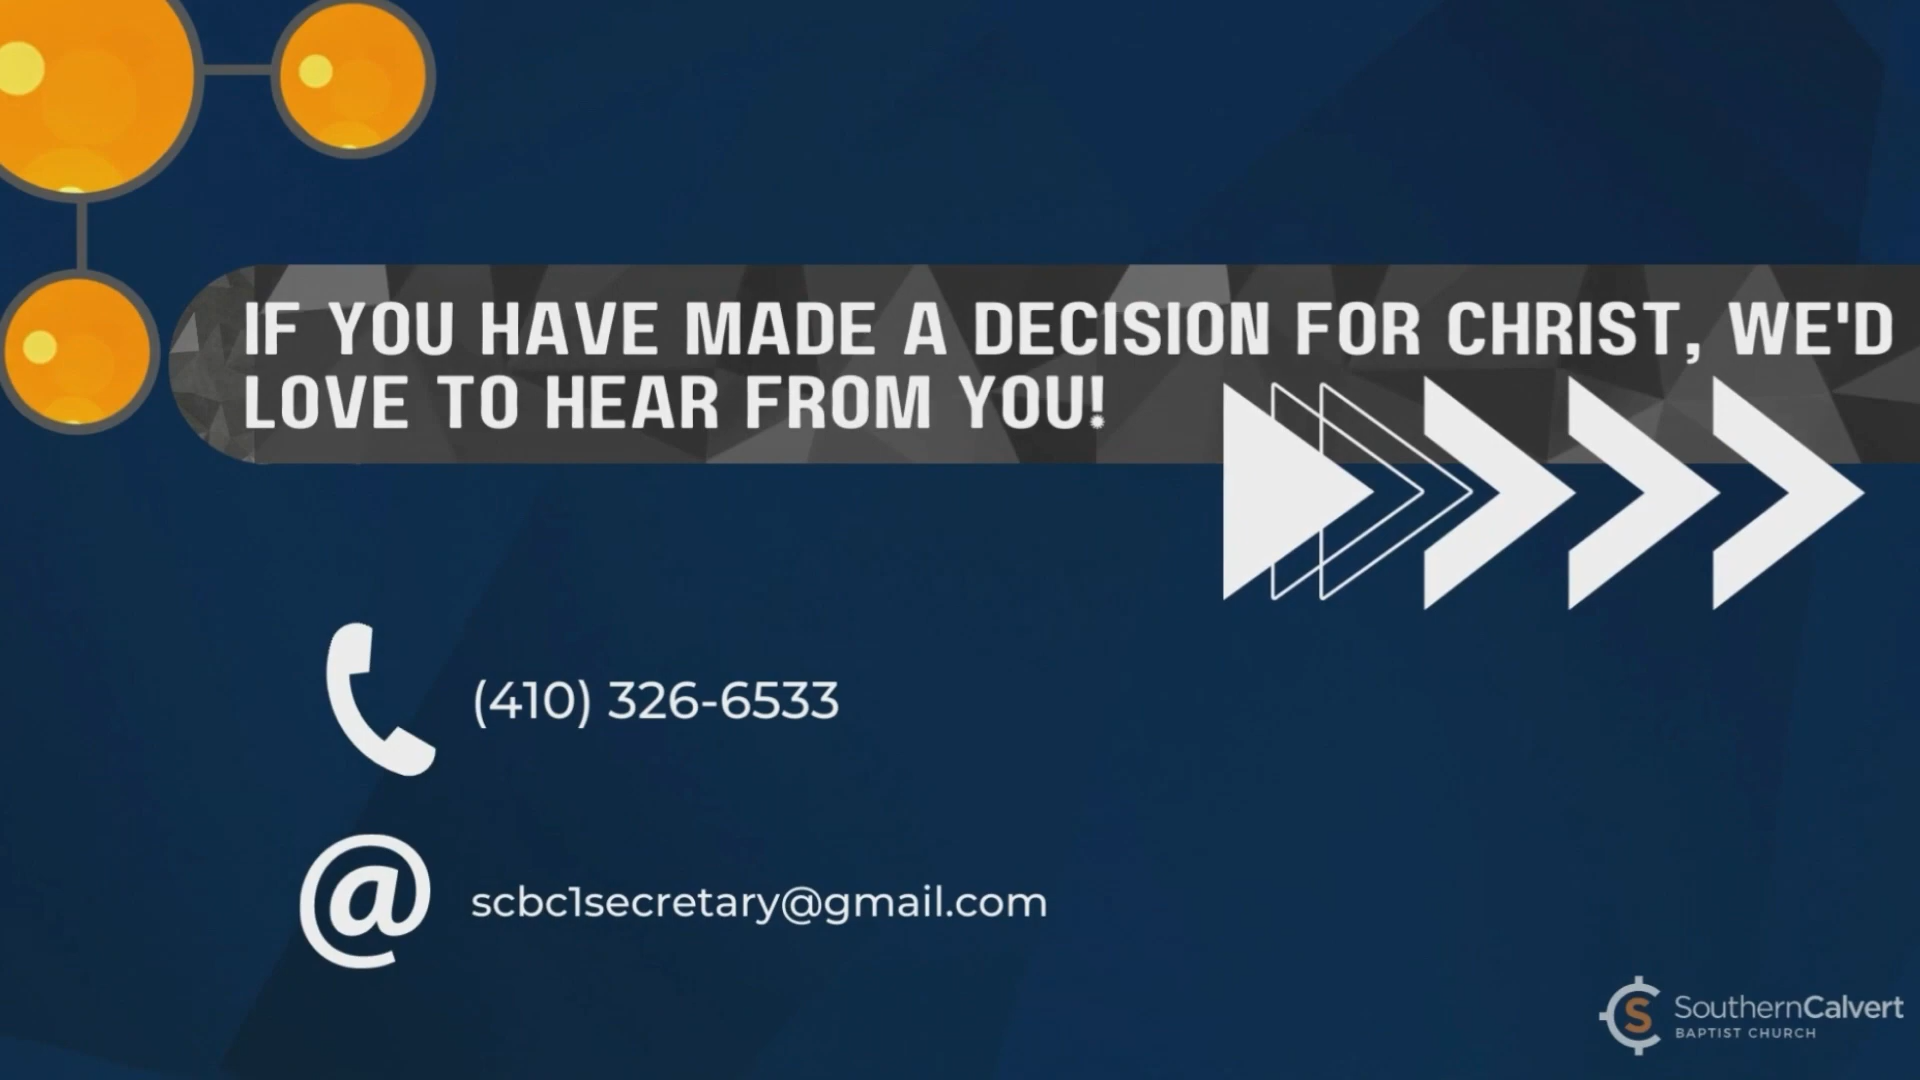 IF YOU HAVE MADE A DECISION FOR CHRIST, WE'D
LOVE TO HEAR FROM YOU!
(410) 326-6533
@ scbc1secretary@gmail.com
SouthernCalvert
BAPTIST CHURCH